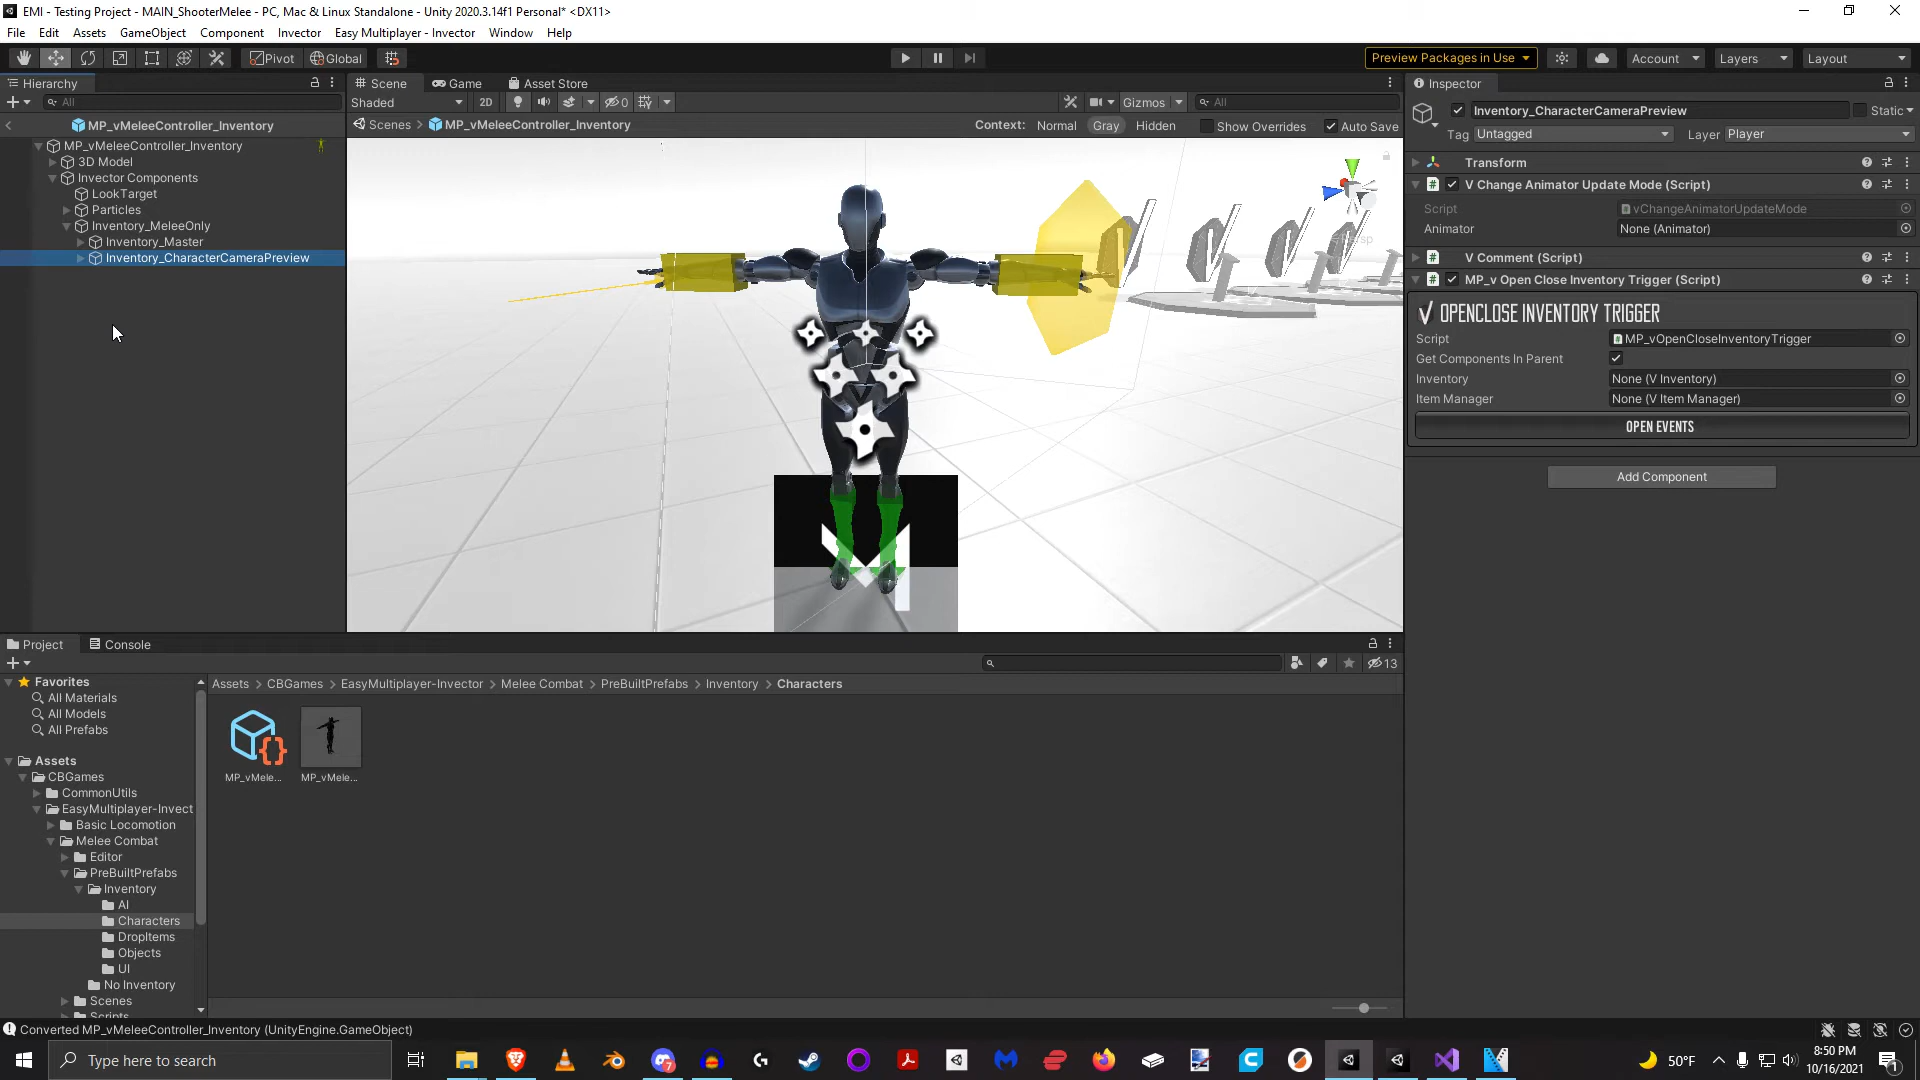 EMI - Testing Project - MAIN_ShooterMelee - PC, Mac & Linux Standalone - Unity 2020.3.14f1 Personal* <DX11>
File Edit Assets GameObject Component Invector Easy Multiplayer - Invector Window Help
Pivot Global Preview Packages in Use Account Layers Layout
Hierarchy Scene Game Asset Store Inspector
All Shaded 2D 0 Gizmos All
Inventory_CharacterCameraPreview Static
MP_vMeleeController_Inventory Scenes MP_vMeleeController_Inventory Context: Normal Gray Hidden Show Overrides Auto Save
Tag Untagged Layer Player
MP_vMeleeController_Inventory
3D Model
Invector Components
LookTarget
Particles
Inventory_MeleeOnly
Inventory_Master
Inventory_CharacterCameraPreview
Persp
Transform
V Change Animator Update Mode (Script)
Script vChangeAnimatorUpdateMode
Animator None (Animator)
V Comment (Script)
MP_v Open Close Inventory Trigger (Script)
OPENCLOSE INVENTORY TRIGGER
Script MP_vOpenCloseInventoryTrigger
Get Components In Parent
Inventory None (V Inventory)
Item Manager None (V Item Manager)
OPEN EVENTS
Add Component
Project Console
13
Favorites
All Materials
All Models
All Prefabs
Assets
CBGames
CommonUtils
EasyMultiplayer-Invect
Basic Locomotion
Melee Combat
Editor
PreBuiltPrefabs
Inventory
AI
Characters
DropItems
Objects
UI
No Inventory
Scenes
Scripts
Assets > CBGames > EasyMultiplayer-Invector > Melee Combat > PreBuiltPrefabs > Inventory > Characters
MP_vMele... MP_vMele...
Converted MP_vMeleeController_Inventory (UnityEngine.GameObject)
Type here to search
50°F
8:50 PM
10/16/2021